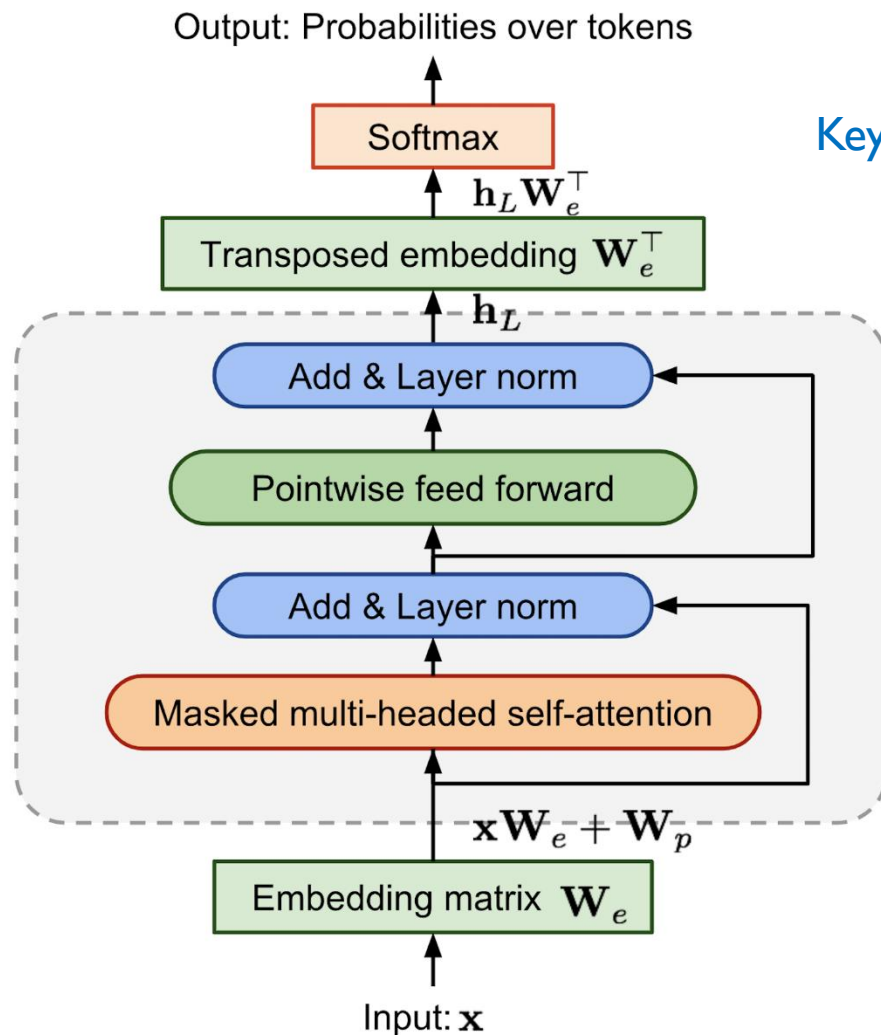 Output: Probabilities over tokens
Softmax
Key
h_L W_e^⊤
Transposed embedding W_e^⊤
h_L
Add & Layer norm
Pointwise feed forward
Add & Layer norm
Masked multi-headed self-attention
xW_e + W_p
Embedding matrix W_e
Input: x